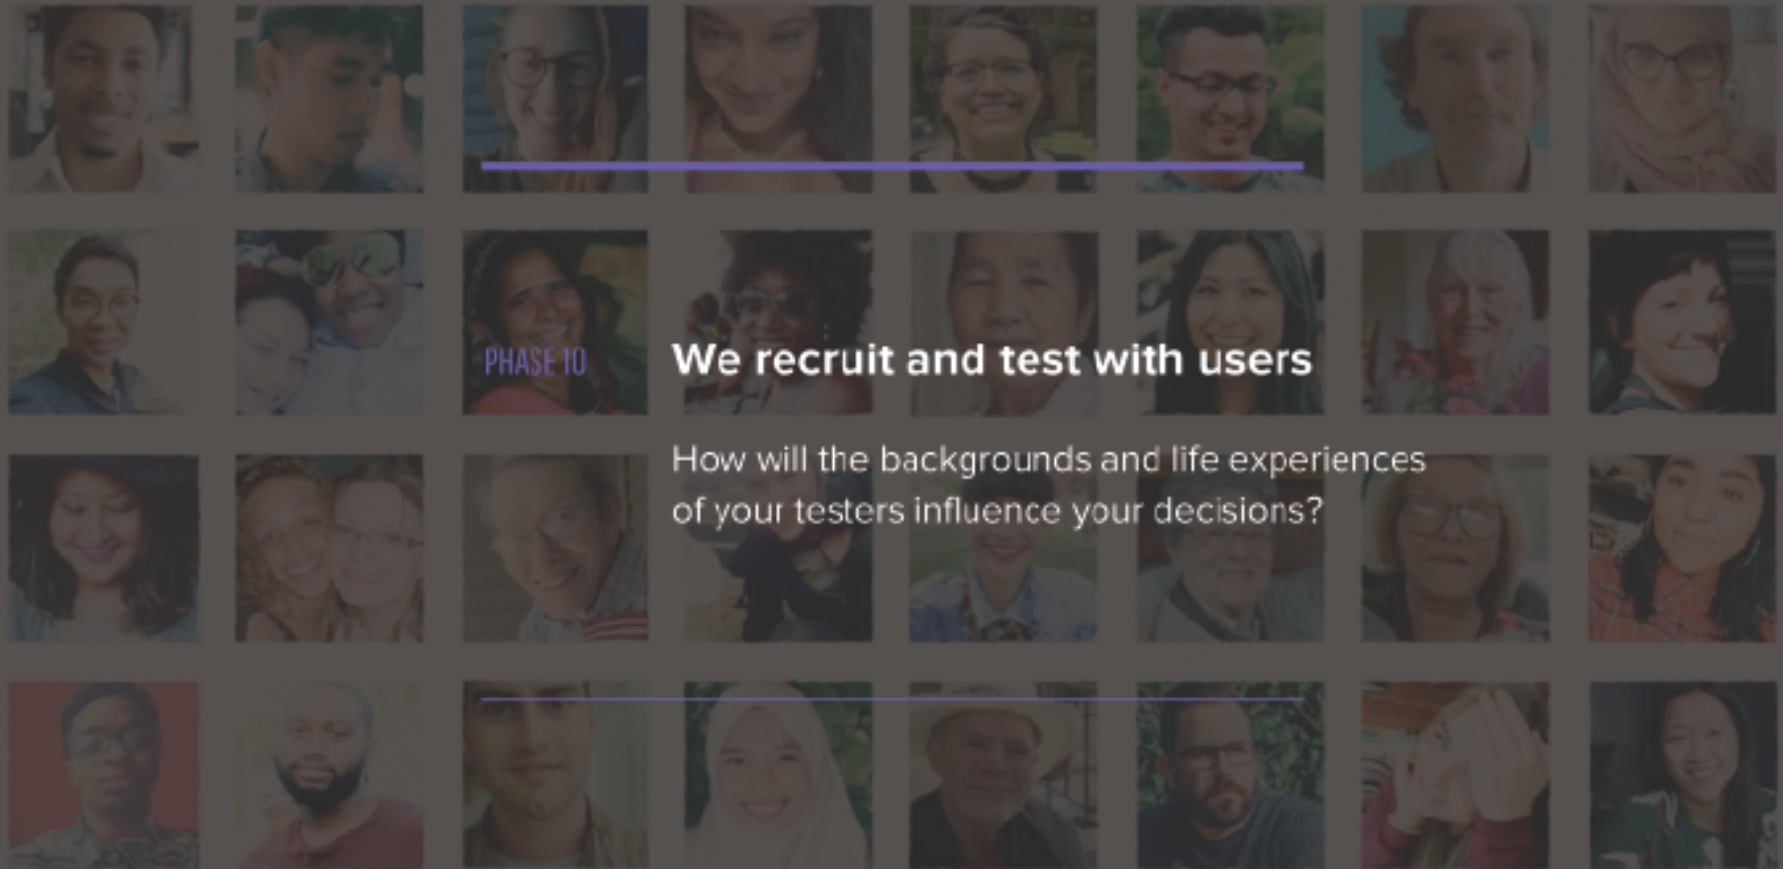 PHASE 10
We recruit and test with users
How will the backgrounds and life experiences
of your testers influence your decisions?